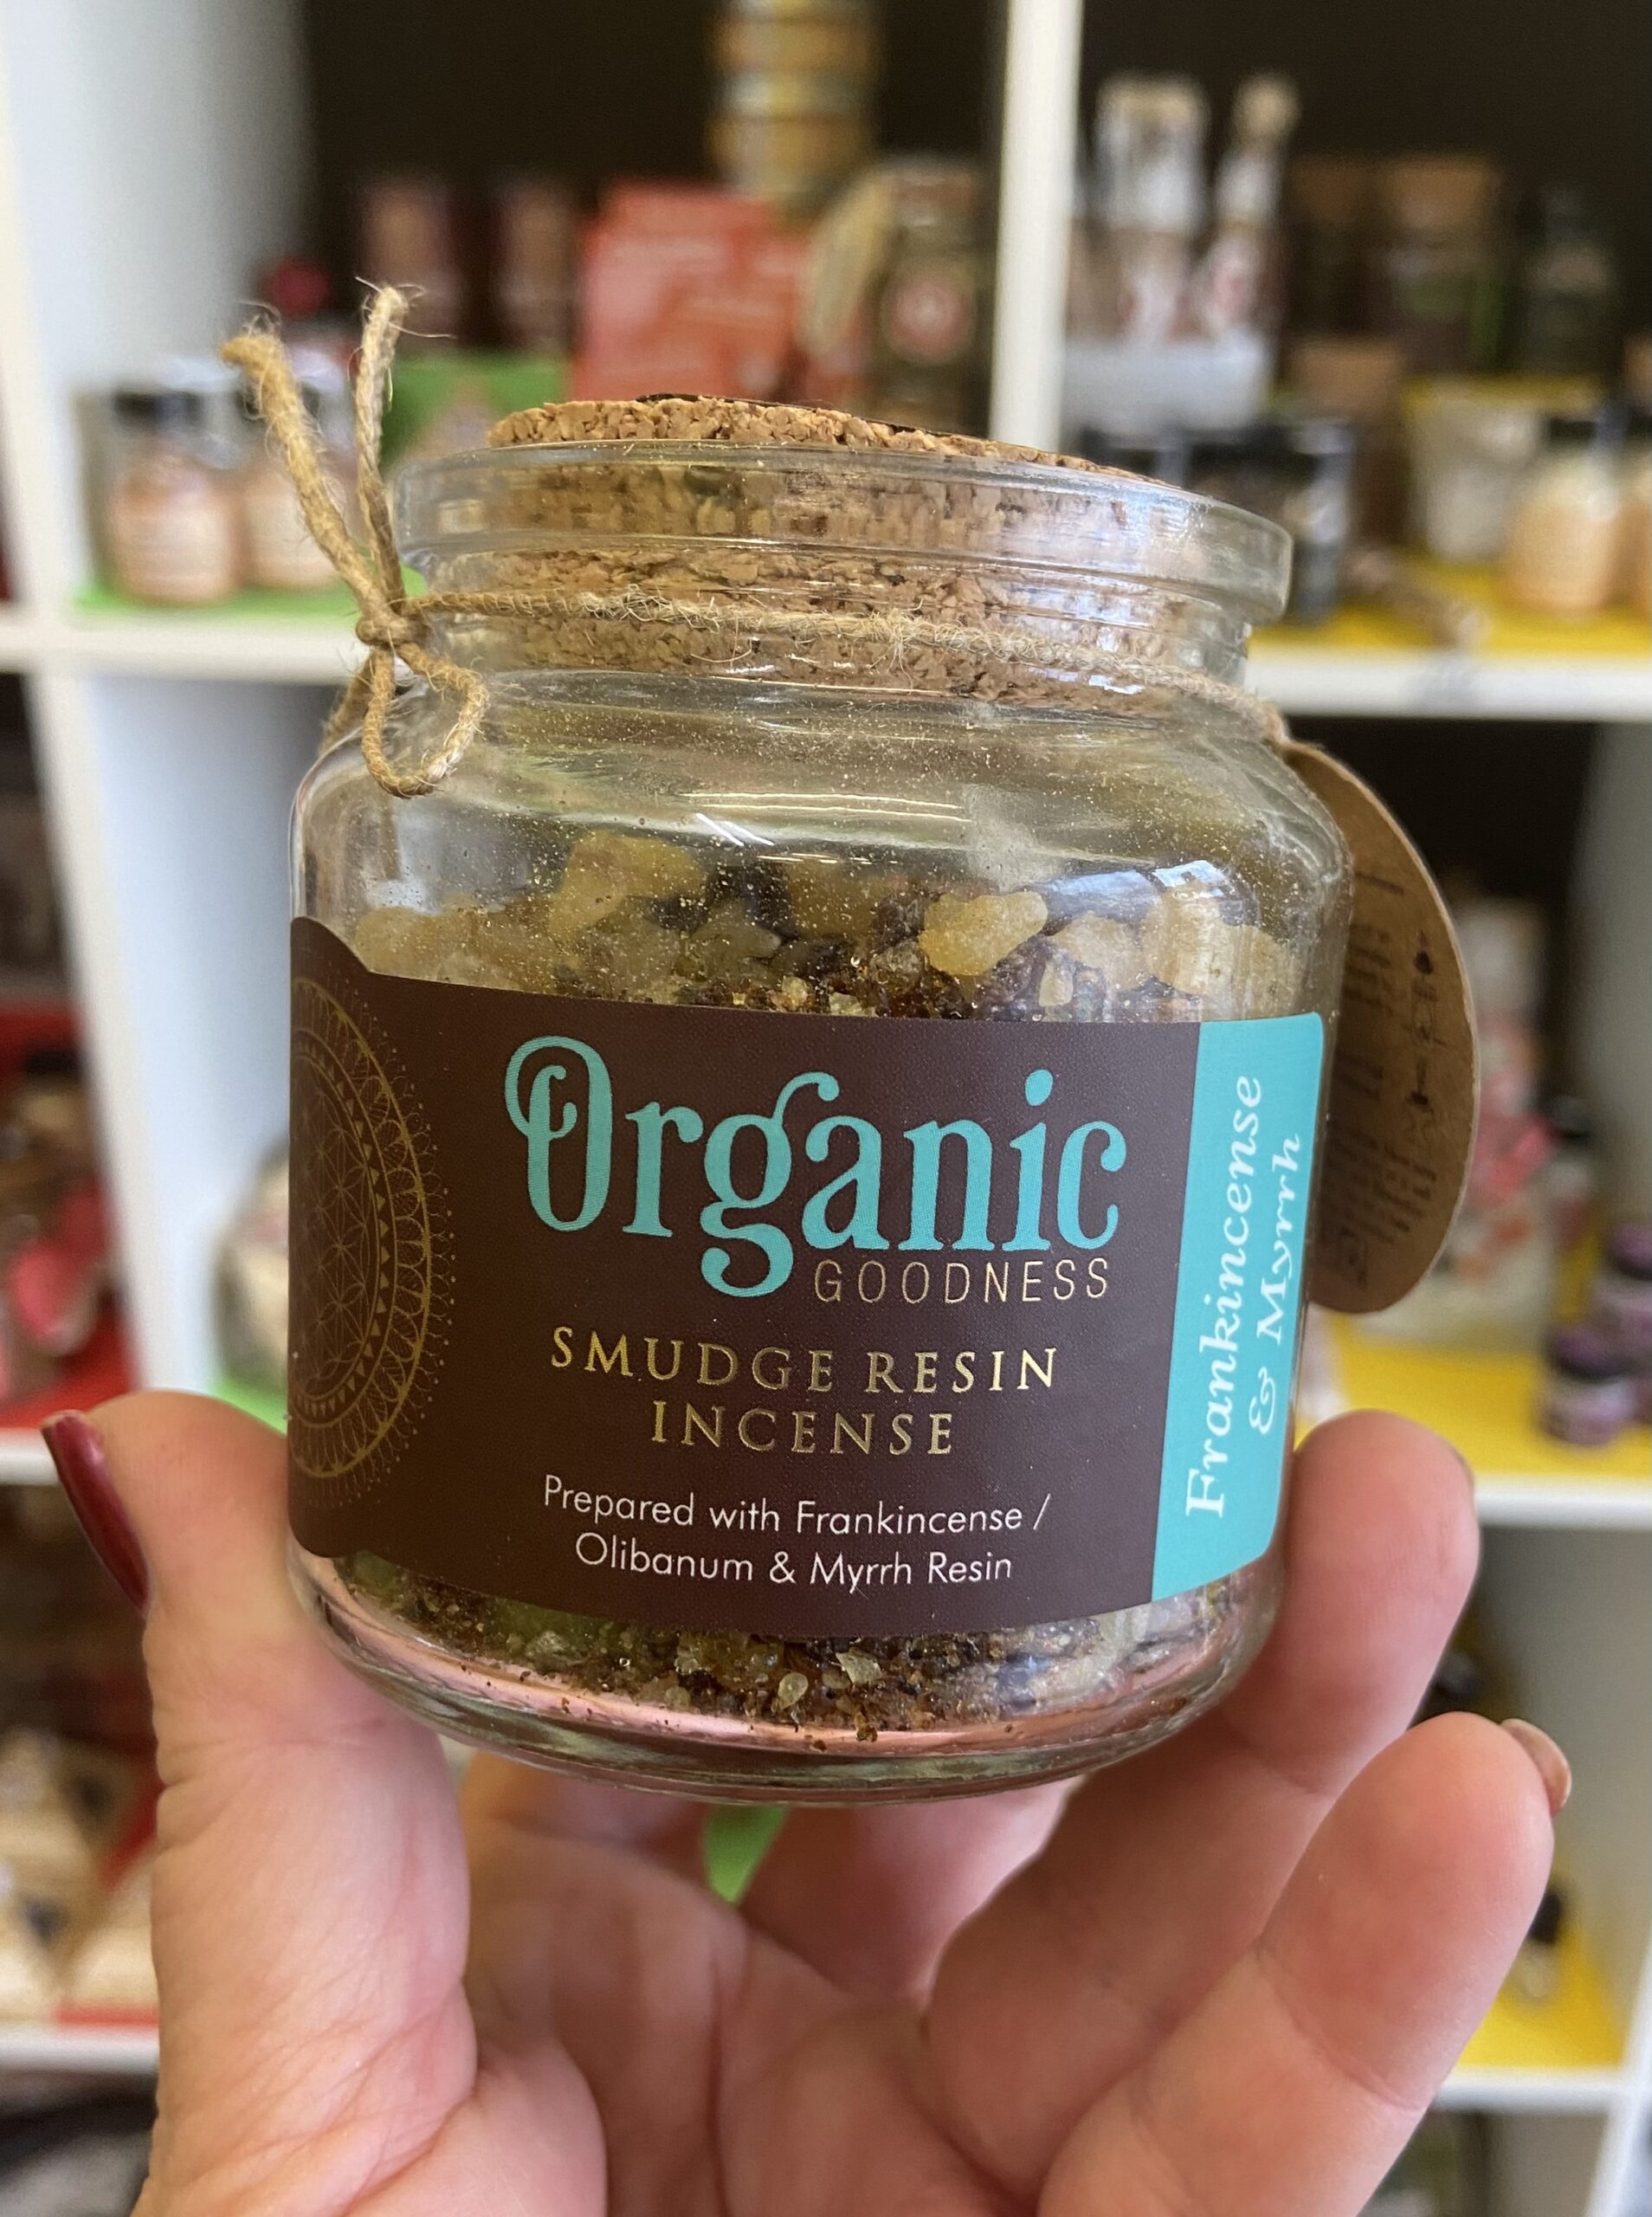 Organic
GOODNESS
SMUDGE RESIN
INCENSE
Prepared with Frankincense /
Olibanum & Myrrh Resin
Frankincense
& Myrrh